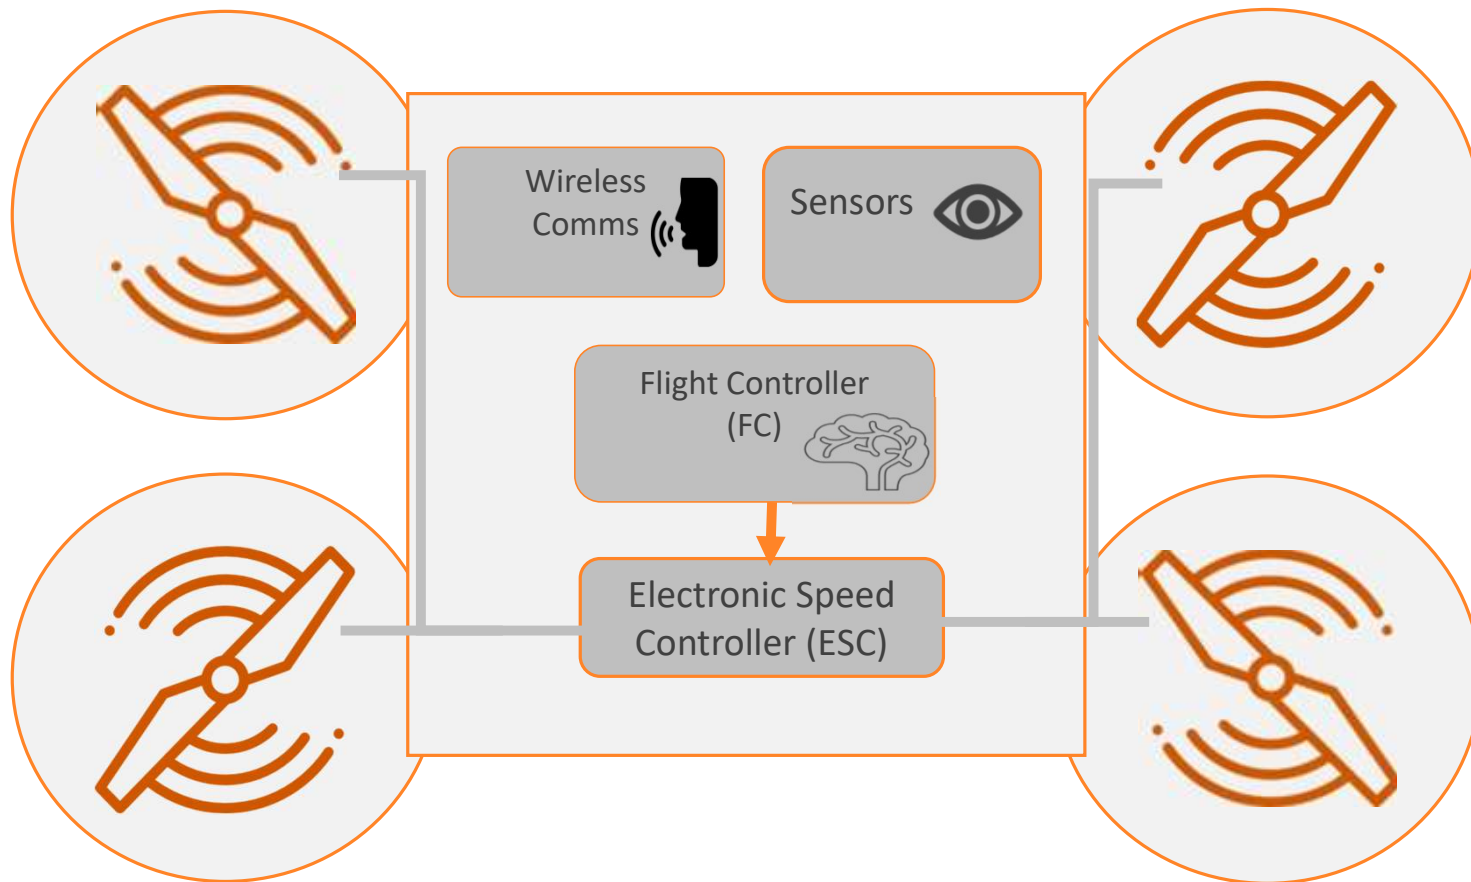 Wireless
Comms
Sensors
Flight Controller
(FC)
Electronic Speed
Controller (ESC)